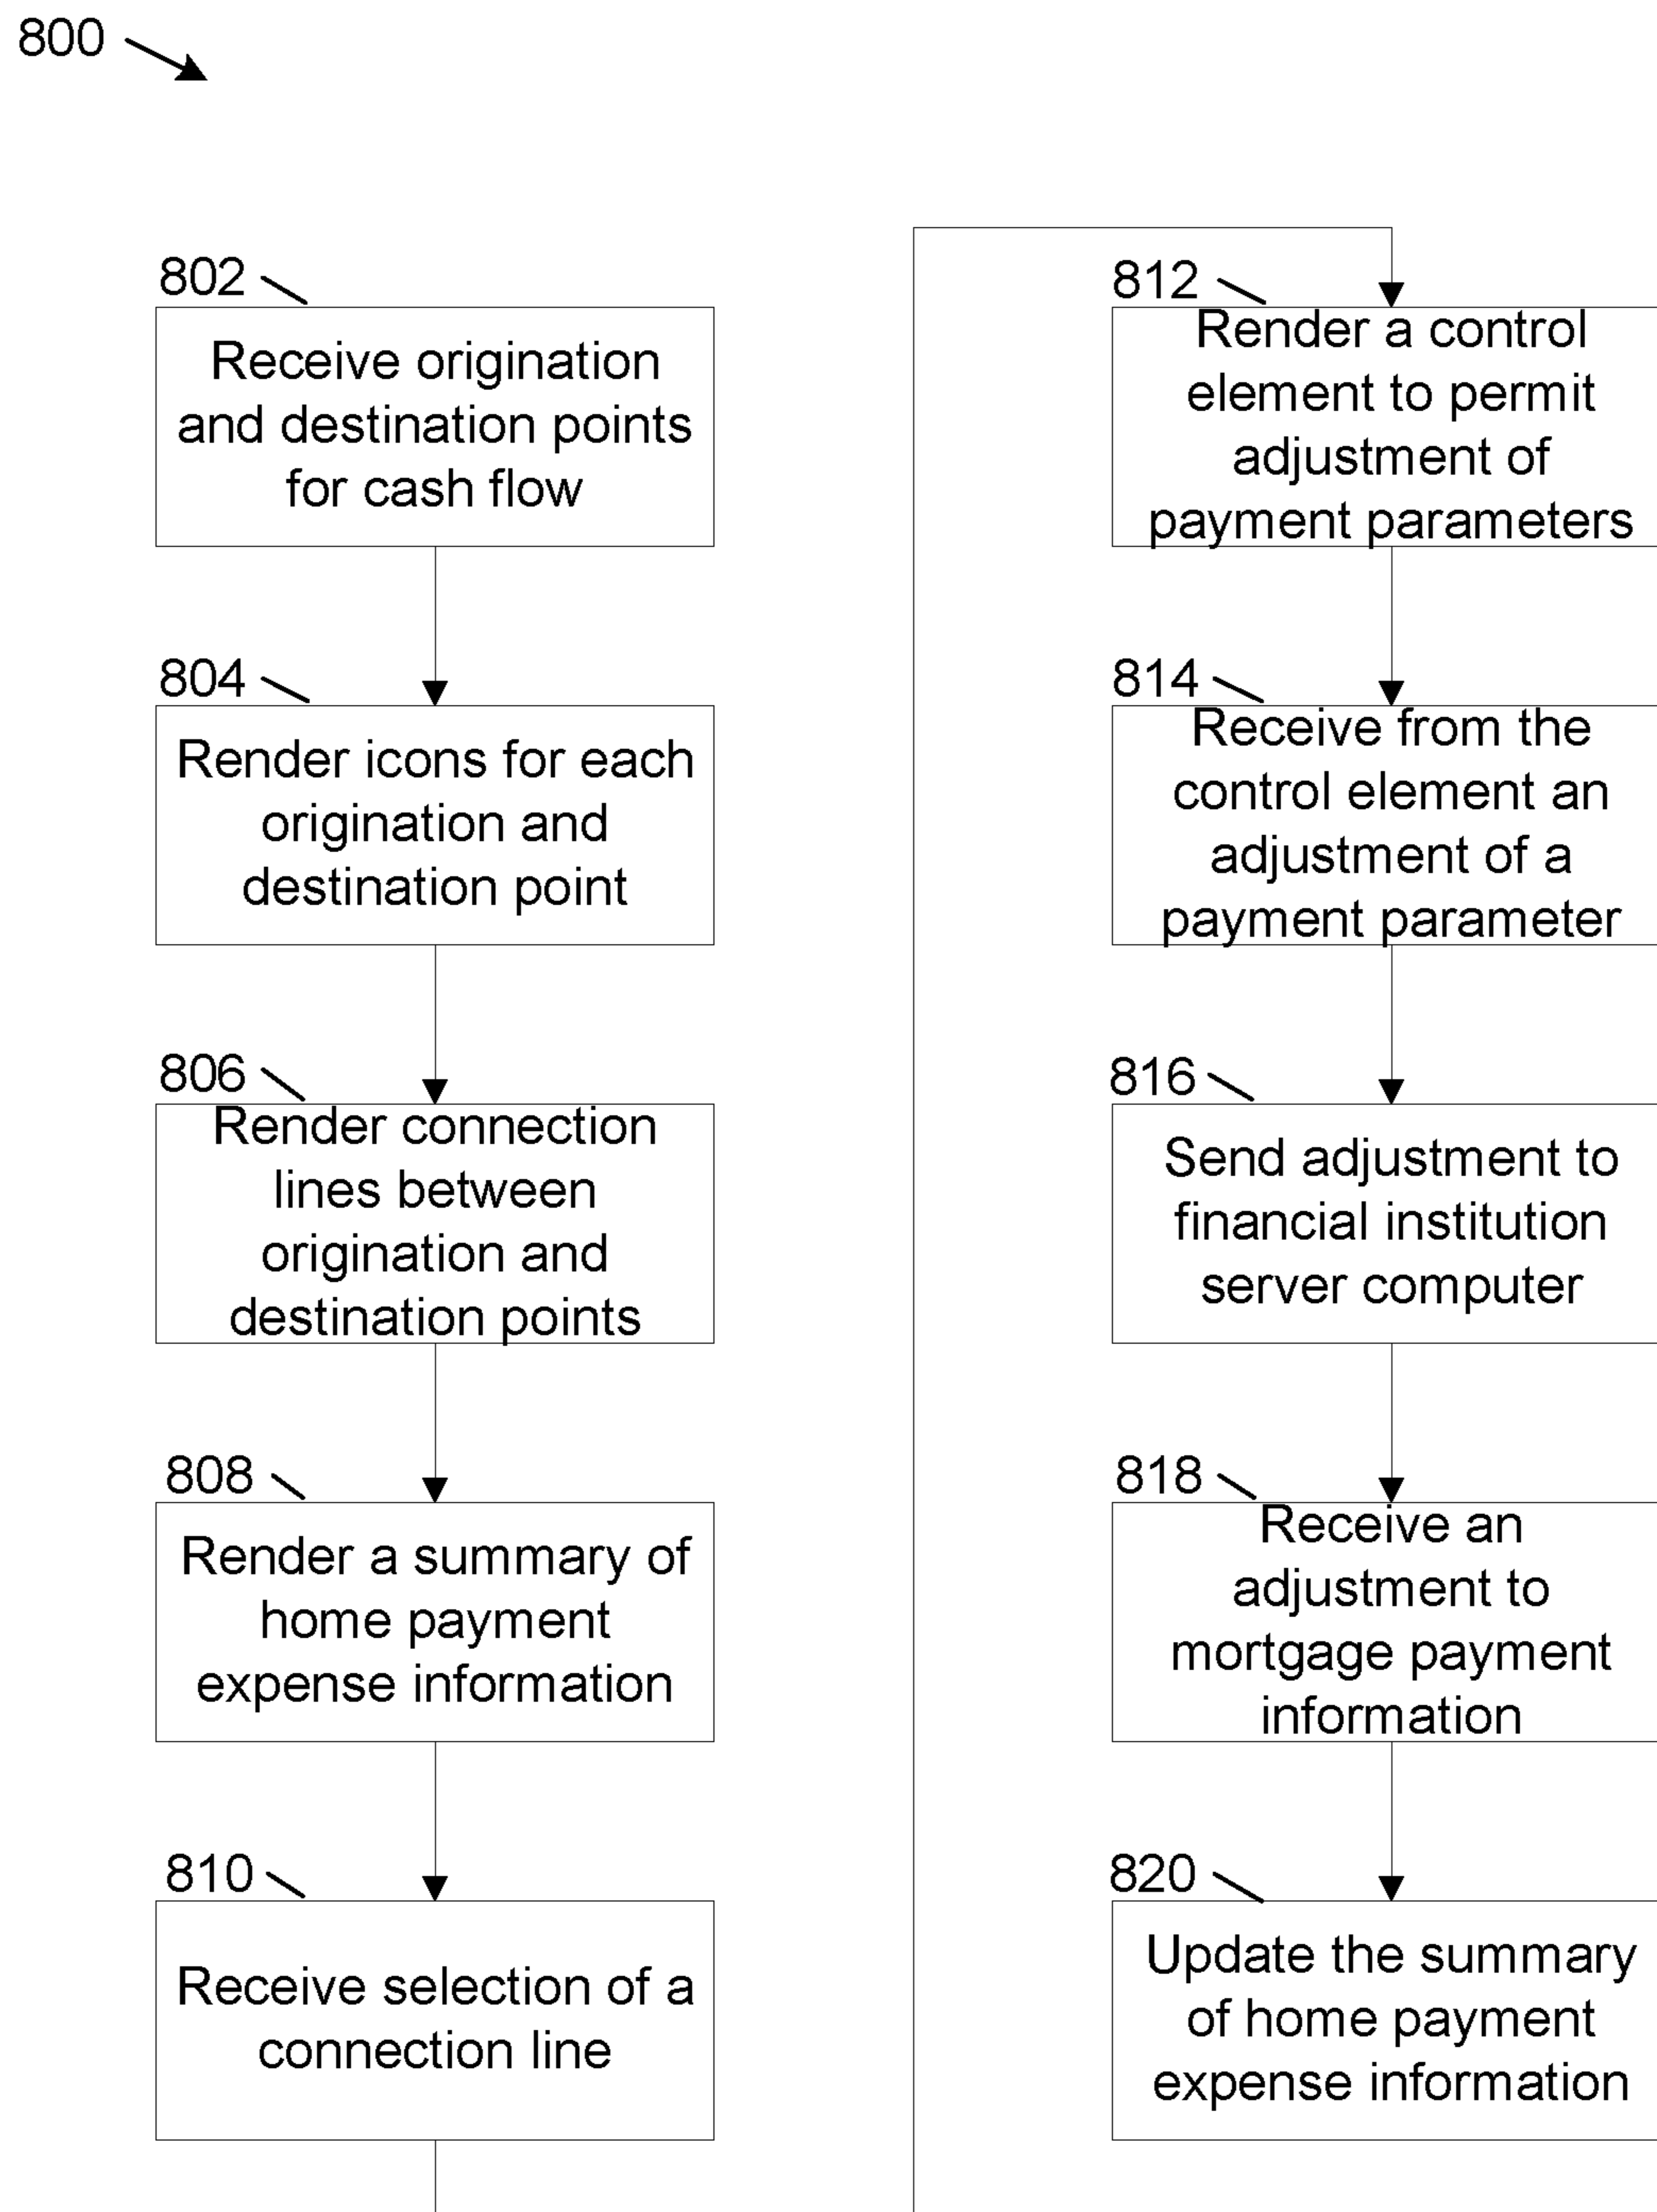 800
802
Receive origination
and destination points
for cash flow
804
Render icons for each
origination and
destination point
806
Render connection
lines between
origination and
destination points
808
Render a summary of
home payment
expense information
810
Receive selection of a
connection line
812
Render a control
element to permit
adjustment of
payment parameters
814
Receive from the
control element an
adjustment of a
payment parameter
816
Send adjustment to
financial institution
server computer
818
Receive an
adjustment to
mortgage payment
information
820
Update the summary
of home payment
expense information